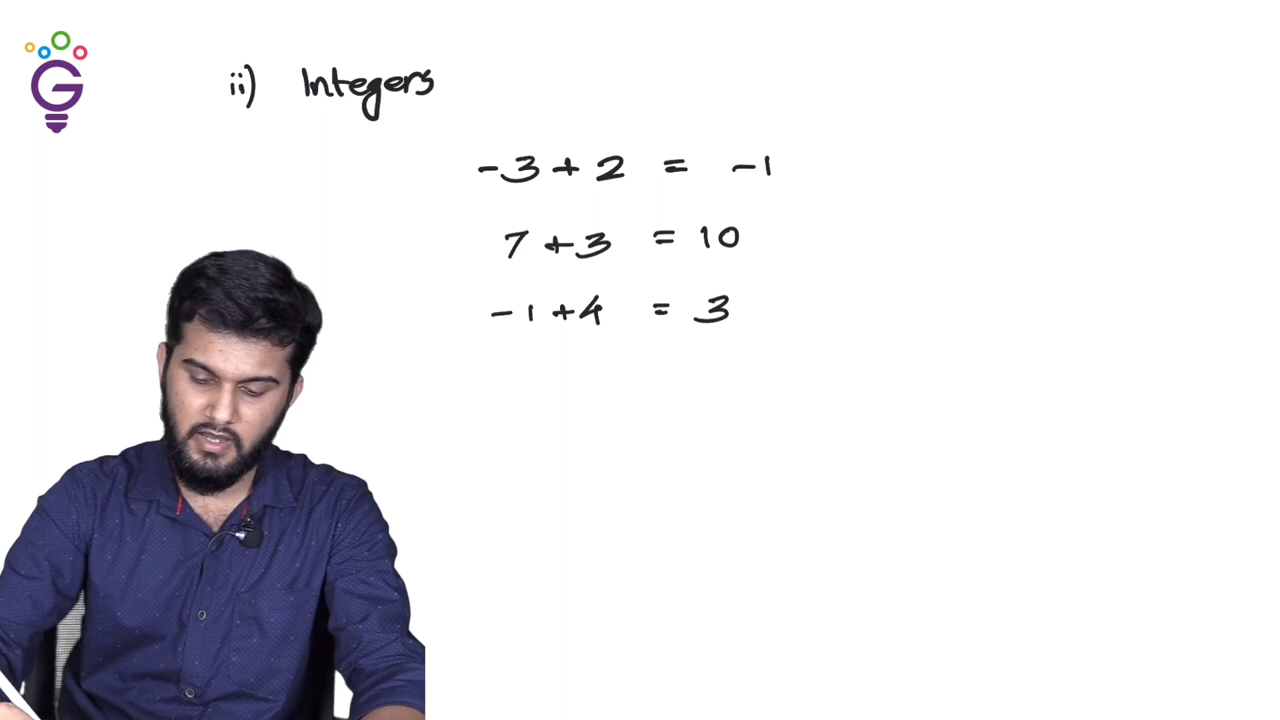 ii) Integers
-3 + 2 = -1
7 + 3 = 10
-1 + 4 = 3